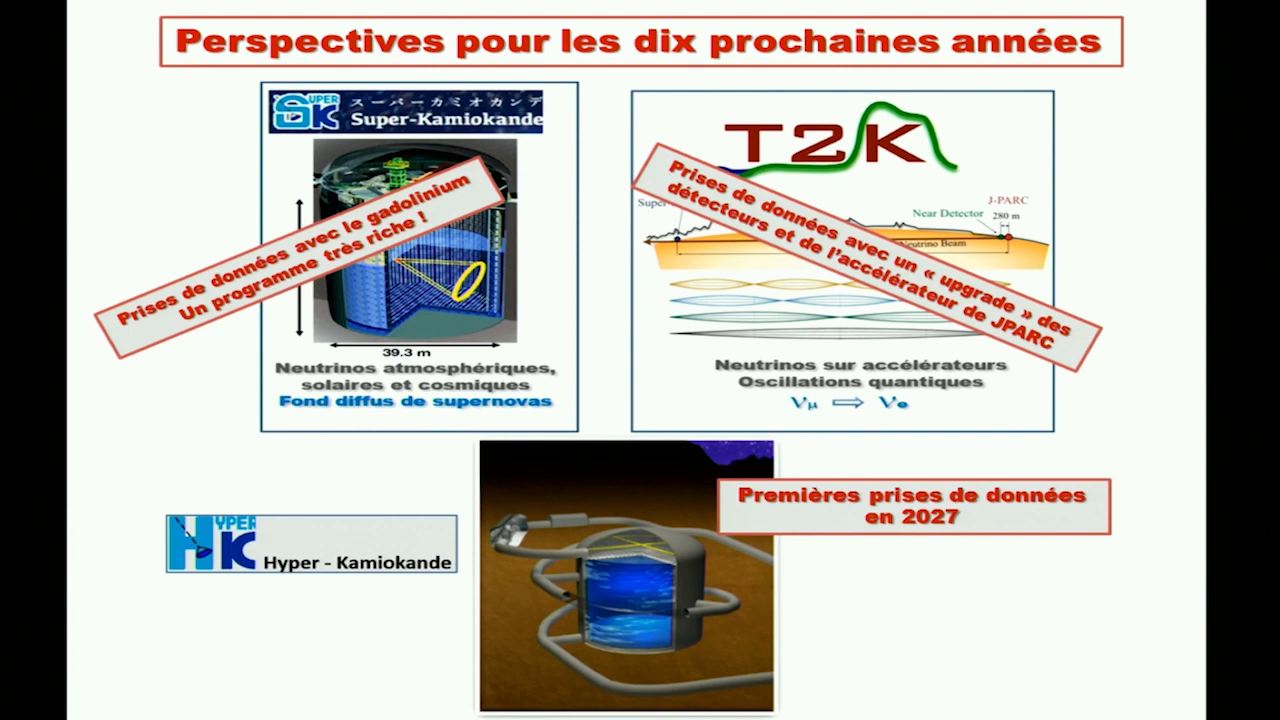 Perspectives pour les dix prochaines années
SUPER
SK
スーパーカミオカンデ
Super-Kamiokande
Prises de données avec le gadolinium
Un programme très riche !
39.3 m
Neutrinos atmosphériques,
solaires et cosmiques
Fond diffus de supernovas
T2K
Prises de données avec un « upgrade » des
détecteurs et de l'accélérateur de JPARC
Super
J-PARC
Near Detector
280 m
Neutrino Beam
Neutrinos sur accélérateurs
Oscillations quantiques
νμ ⇨ νe
HYPER
K
Hyper - Kamiokande
Premières prises de données
en 2027